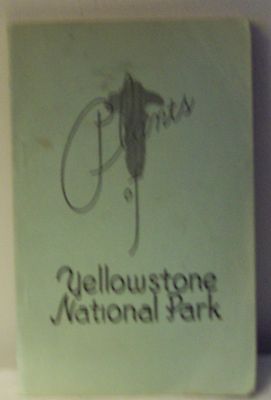 Plants
of
Yellowstone
National Park